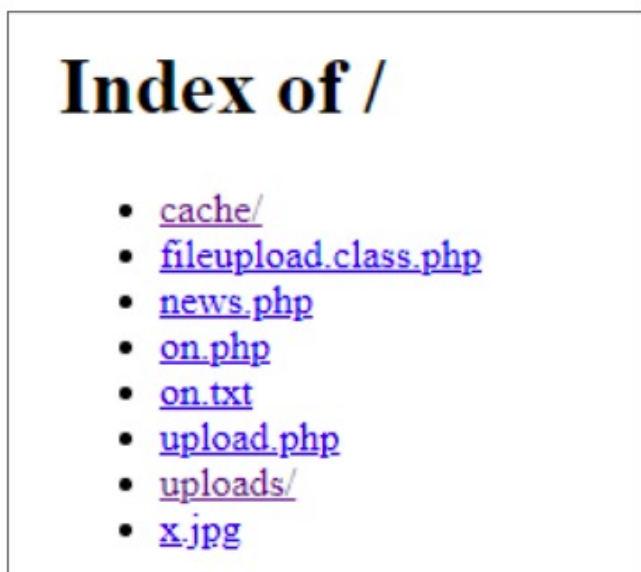 Index of /
cache/
fileupload.class.php
news.php
on.php
on.txt
upload.php
uploads/
x.jpg